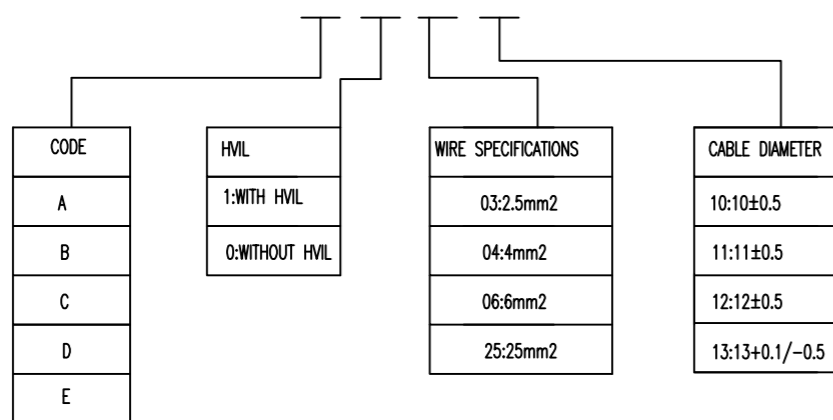 CODE
A
B
C
D
E
HVIL
1:WITH HVIL
0:WITHOUT HVIL
WIRE SPECIFICATIONS
03:2.5mm2
04:4mm2
06:6mm2
25:25mm2
CABLE DIAMETER
10:10±0.5
11:11±0.5
12:12±0.5
13:13+0.1/−0.5